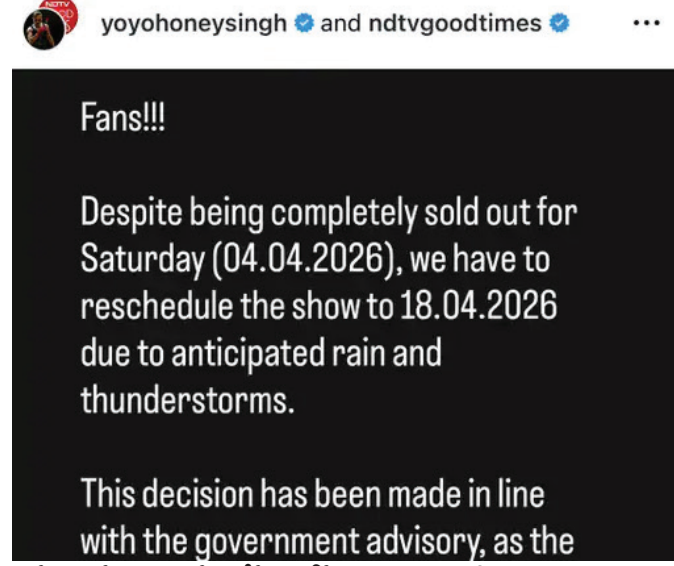 yoyohoneysingh and ndtvgoodtimes
Fans!!!
Despite being completely sold out for
Saturday (04.04.2026), we have to
reschedule the show to 18.04.2026
due to anticipated rain and
thunderstorms.
This decision has been made in line
with the government advisory, as the